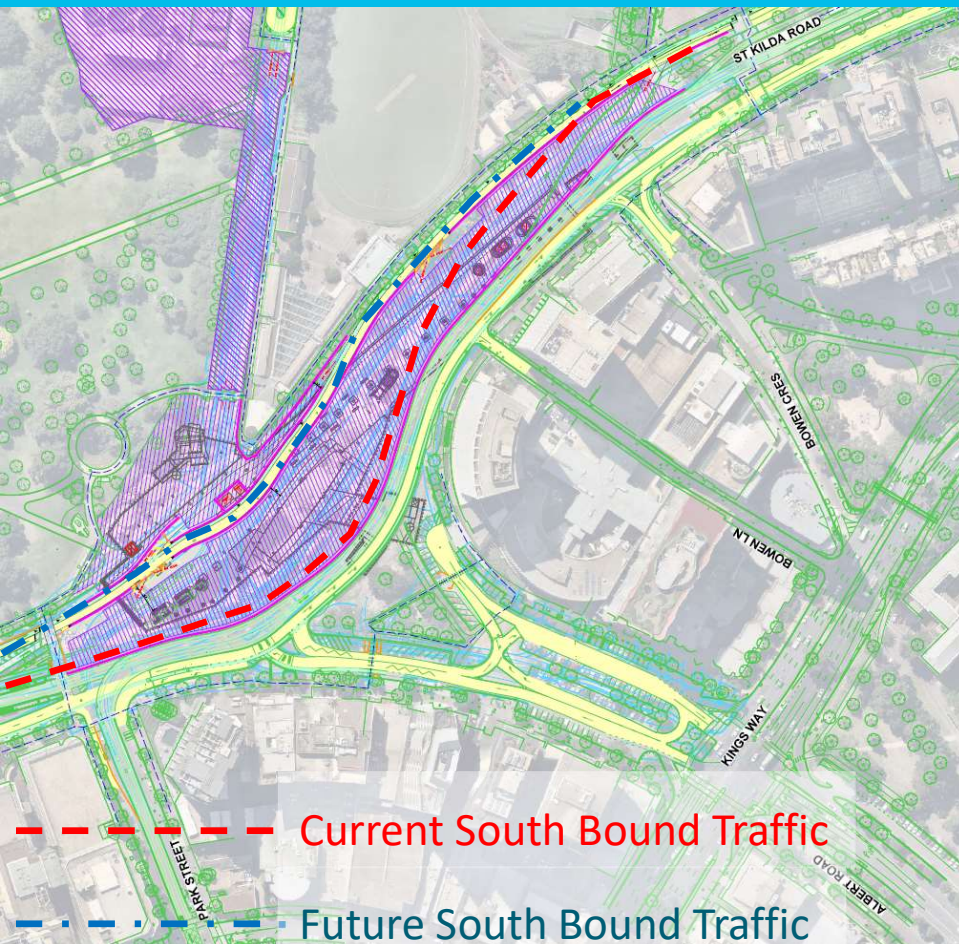 ST KILDA ROAD
BOWEN CRES
BOWEN LN
KINGS WAY
PARK STREET
ALBERT ROAD
Current South Bound Traffic
Future South Bound Traffic